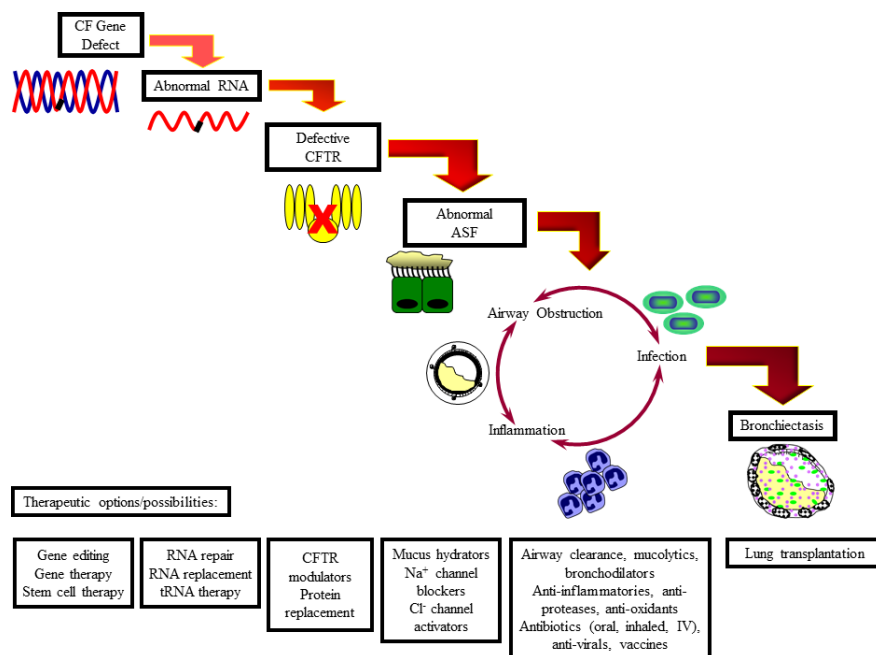 CF Gene
Defect
Abnormal RNA
Defective
CFTR
Abnormal
ASF
Airway Obstruction
Infection
Inflammation
Bronchiectasis
Therapeutic options/possibilities:
Gene editing
Gene therapy
Stem cell therapy
RNA repair
RNA replacement
tRNA therapy
CFTR
modulators
Protein
replacement
Mucus hydrators
Na⁺ channel
blockers
Cl⁻ channel
activators
Airway clearance, mucolytics,
bronchodilators
Anti-inflammatories, anti-
proteases, anti-oxidants
Antibiotics (oral, inhaled, IV),
anti-virals, vaccines
Lung transplantation